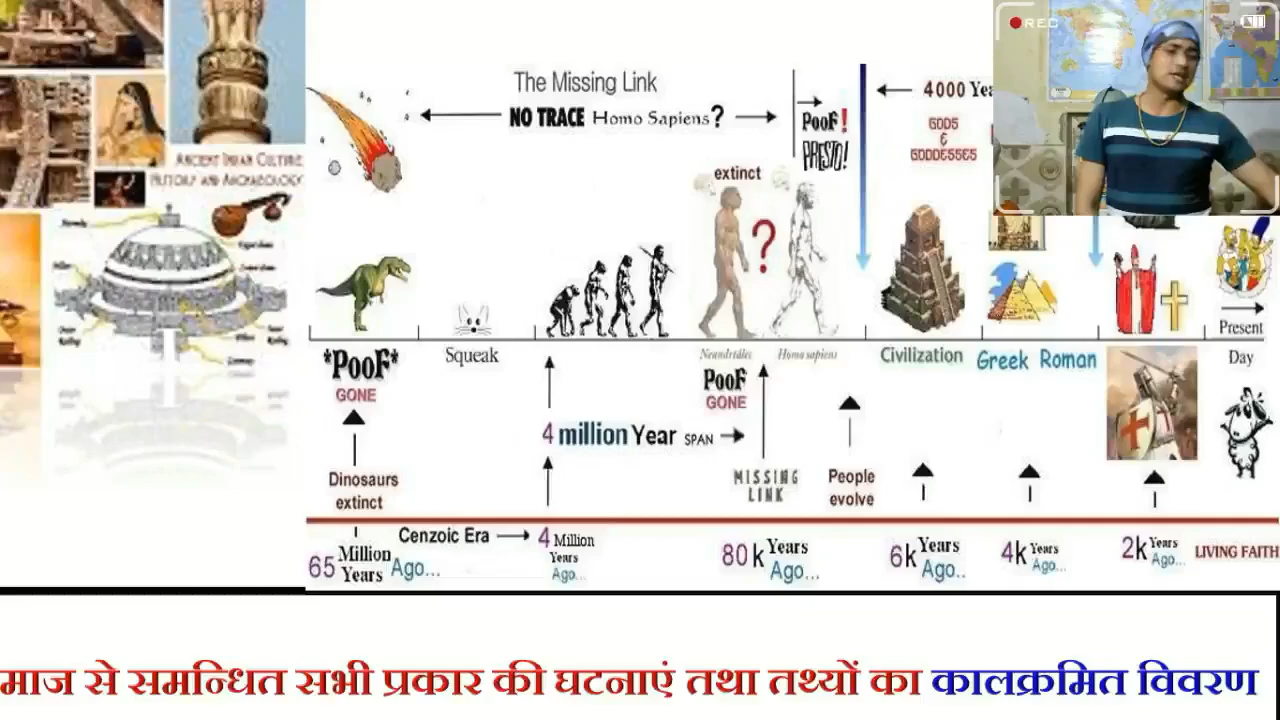 REC
The Missing Link
NO TRACE Homo Sapiens?
PooF!
PRESTO!
4000 Yea
GODS
&
GODDESSES
extinct
ANCIENT INDIAN CULTURE
HISTORY AND ARCHAEOLOGY
Present
Day
*PooF*
GONE
Squeak
Neandertales
Homo sapiens
PooF
GONE
Civilization
Greek Roman
4 million Year SPAN
Dinosaurs
extinct
MISSING
LINK
People
evolve
Cenzoic Era
65 Million Years Ago...
4 Million Years Ago...
80k Years Ago...
6k Years Ago..
4k Years Ago...
2k Years Ago...
LIVING FAITH
माज से समन्धित सभी प्रकार की घटनाएं तथा तथ्यों का कालक्रमित विवरण